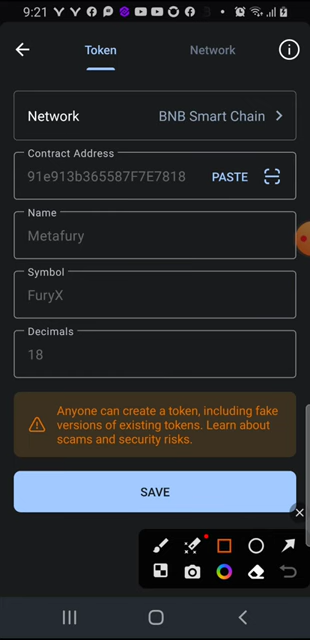 9:21
Token
Network
Network
BNB Smart Chain
Contract Address
91e913b365587F7E7818
PASTE
Name
Metafury
Symbol
FuryX
Decimals
18
Anyone can create a token, including fake
versions of existing tokens. Learn about
scams and security risks.
SAVE